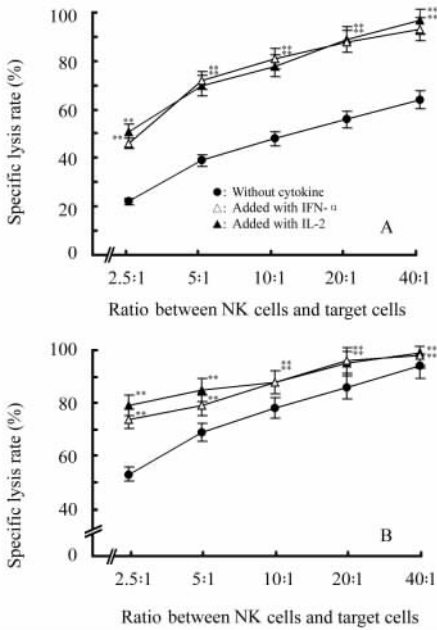 100
80
60
40
20
0
Specific lysis rate (%)
** ** ** ** ** ** ** ** ** **
●: Without cytokine
△: Added with IFN-α
▲: Added with IL-2
A
2.5:1 5:1 10:1 20:1 40:1
Ratio between NK cells and target cells
100
80
60
40
0
Specific lysis rate (%)
** ** ** ** ** ** ** ** ** **
B
2.5:1 5:1 10:1 20:1 40:1
Ratio between NK cells and target cells